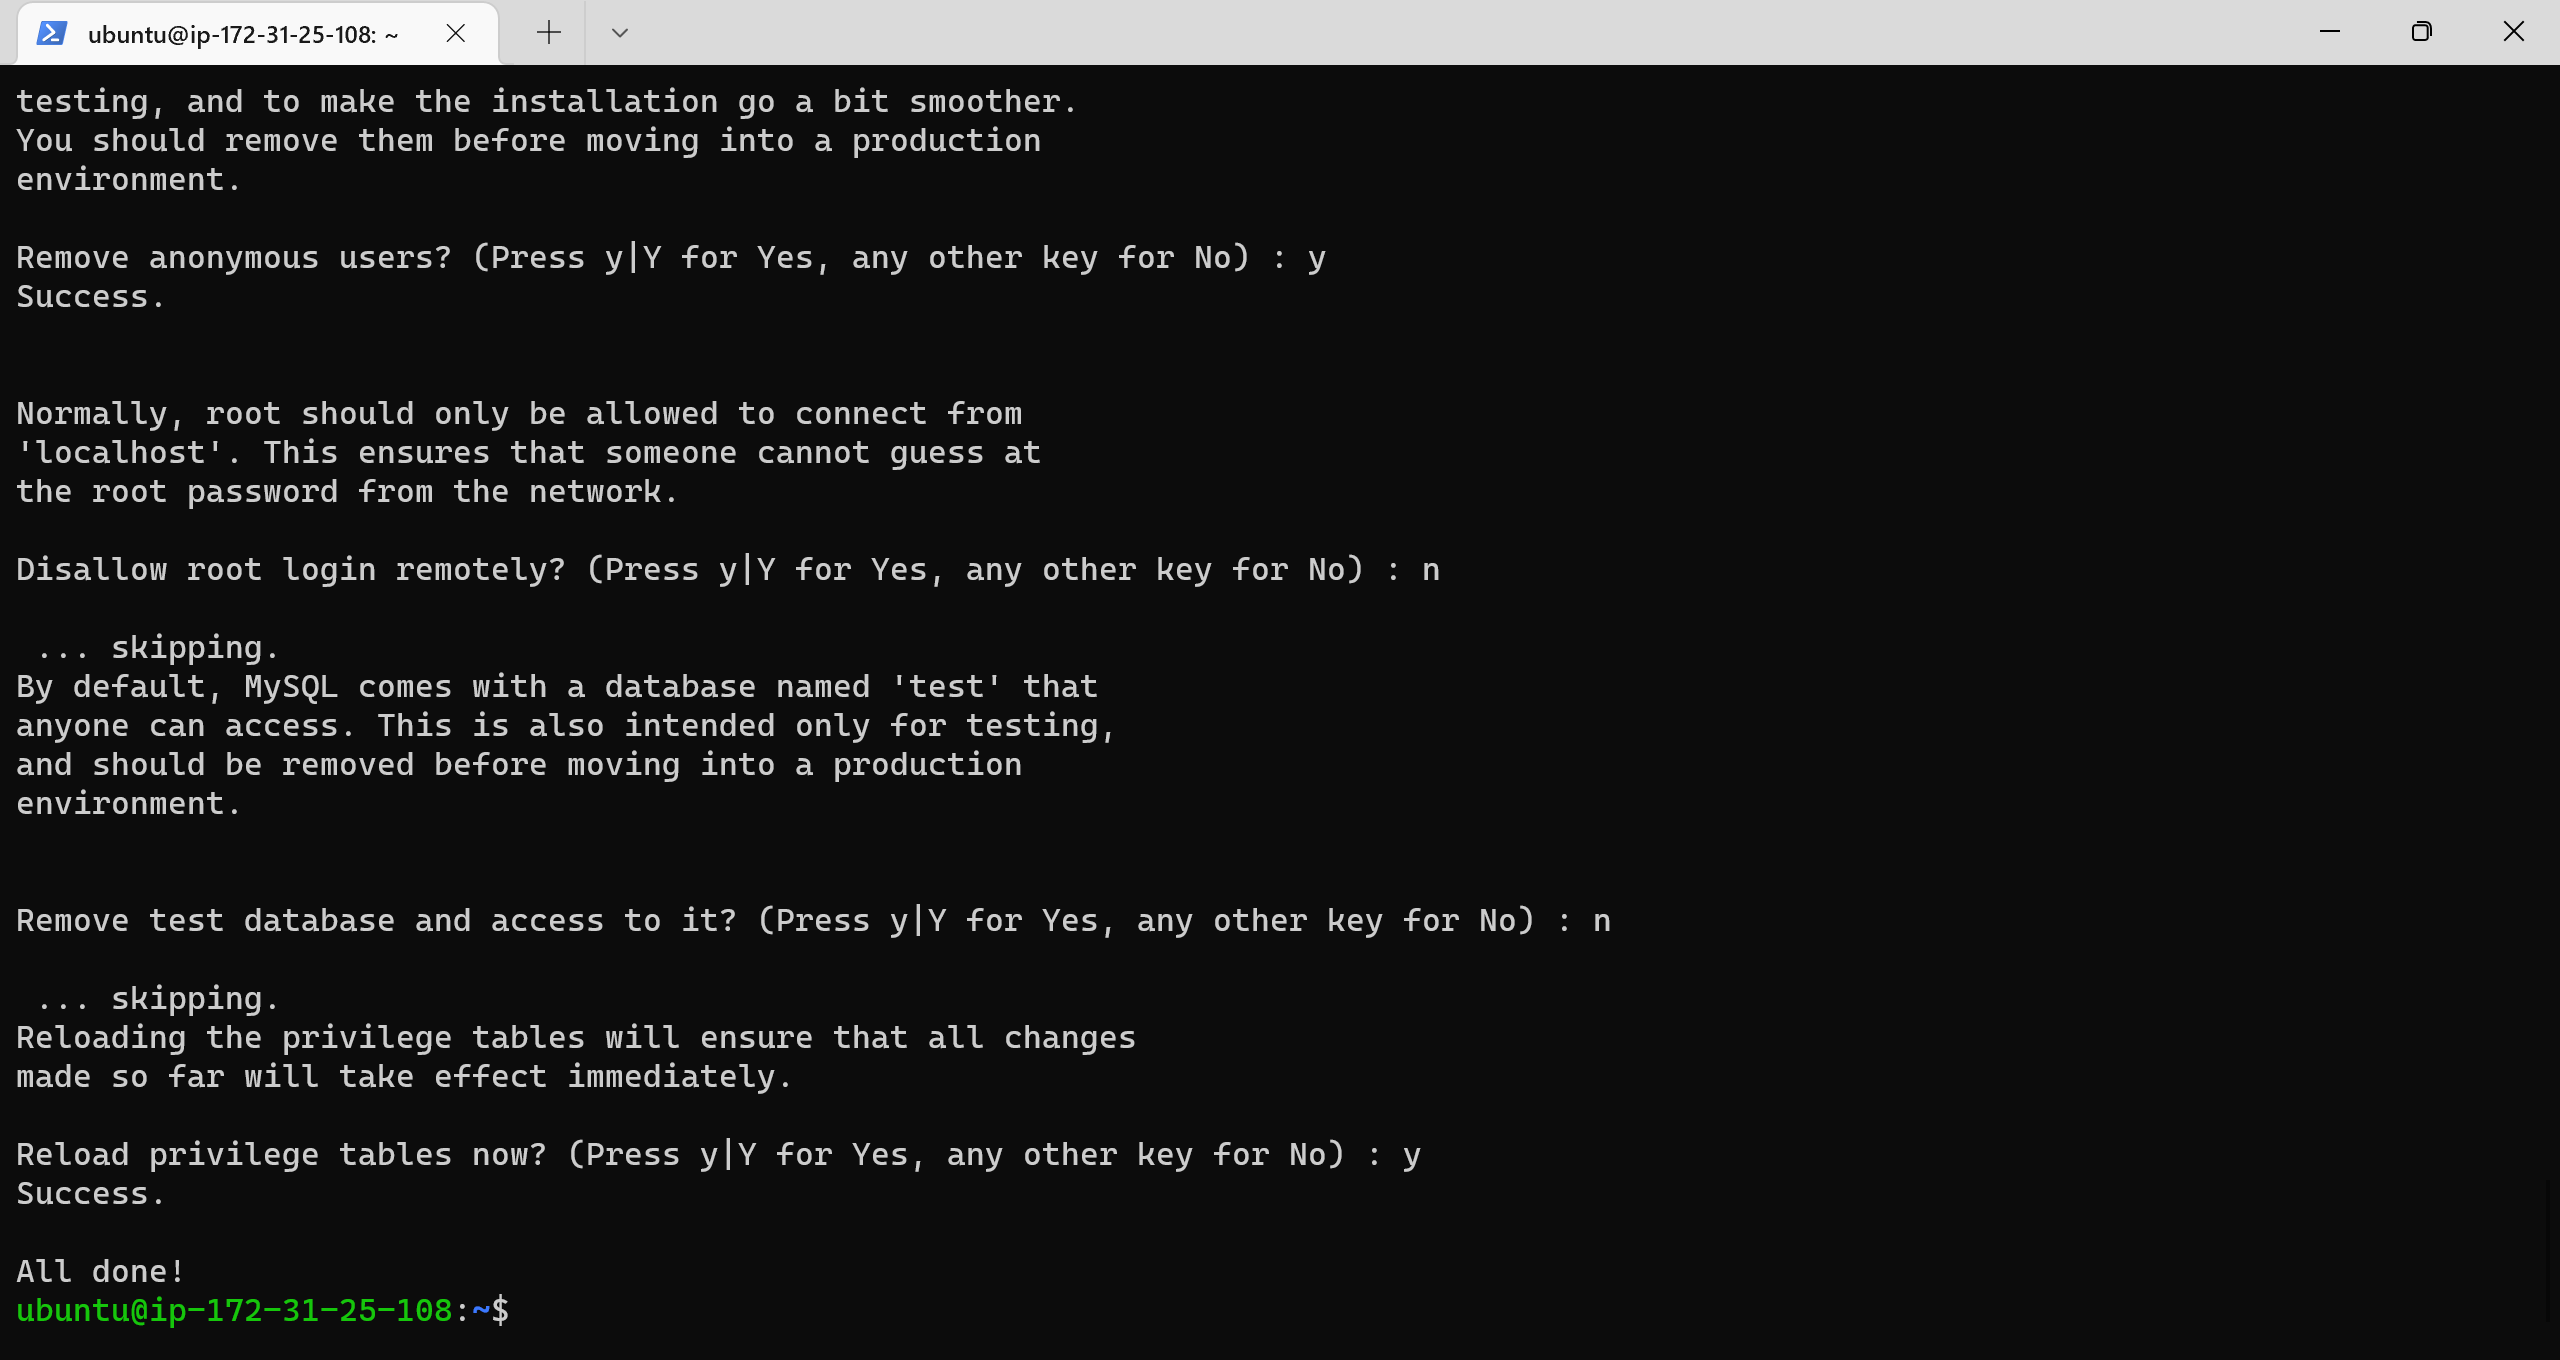 ubuntu@ip-172-31-25-108: ~
testing, and to make the installation go a bit smoother.
You should remove them before moving into a production
environment.
Remove anonymous users? (Press y|Y for Yes, any other key for No) : y
Success.
Normally, root should only be allowed to connect from
'localhost'. This ensures that someone cannot guess at
the root password from the network.
Disallow root login remotely? (Press y|Y for Yes, any other key for No) : n
 ... skipping.
By default, MySQL comes with a database named 'test' that
anyone can access. This is also intended only for testing,
and should be removed before moving into a production
environment.
Remove test database and access to it? (Press y|Y for Yes, any other key for No) : n
 ... skipping.
Reloading the privilege tables will ensure that all changes
made so far will take effect immediately.
Reload privilege tables now? (Press y|Y for Yes, any other key for No) : y
Success.
All done!
ubuntu@ip-172-31-25-108:~$